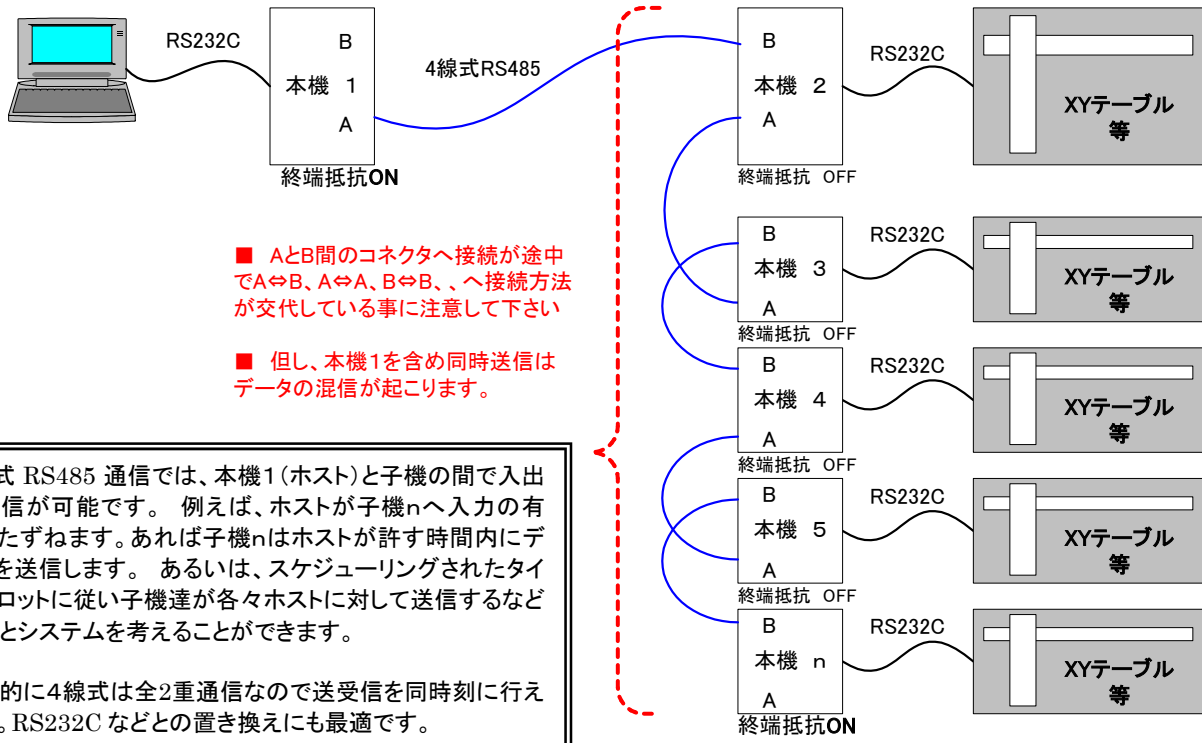 RS232C
B
本機 1
A
終端抵抗ON
4線式RS485
B
本機 2
A
終端抵抗 OFF
RS232C
XYテーブル
等
B
本機 3
A
終端抵抗 OFF
RS232C
XYテーブル
等
B
本機 4
A
終端抵抗 OFF
RS232C
XYテーブル
等
B
本機 5
A
終端抵抗 OFF
RS232C
XYテーブル
等
B
本機 n
A
終端抵抗ON
RS232C
XYテーブル
等
■ AとB間のコネクタへ接続が途中
でA⇔B、A⇔A、B⇔B、、へ接続方法
が交代している事に注意して下さい
■ 但し、本機1を含め同時送信は
データの混信が起こります。
式 RS485 通信では、本機1(ホスト)と子機の間で入出
信が可能です。 例えば、ホストが子機nへ入力の有
たずねます。あれば子機nはホストが許す時間内にデ
を送信します。 あるいは、スケジューリングされたタイ
ロットに従い子機達が各々ホストに対して送信するなど
とシステムを考えることができます。
的に4線式は全2重通信なので送受信を同時刻に行え
。RS232C などとの置き換えにも最適です。